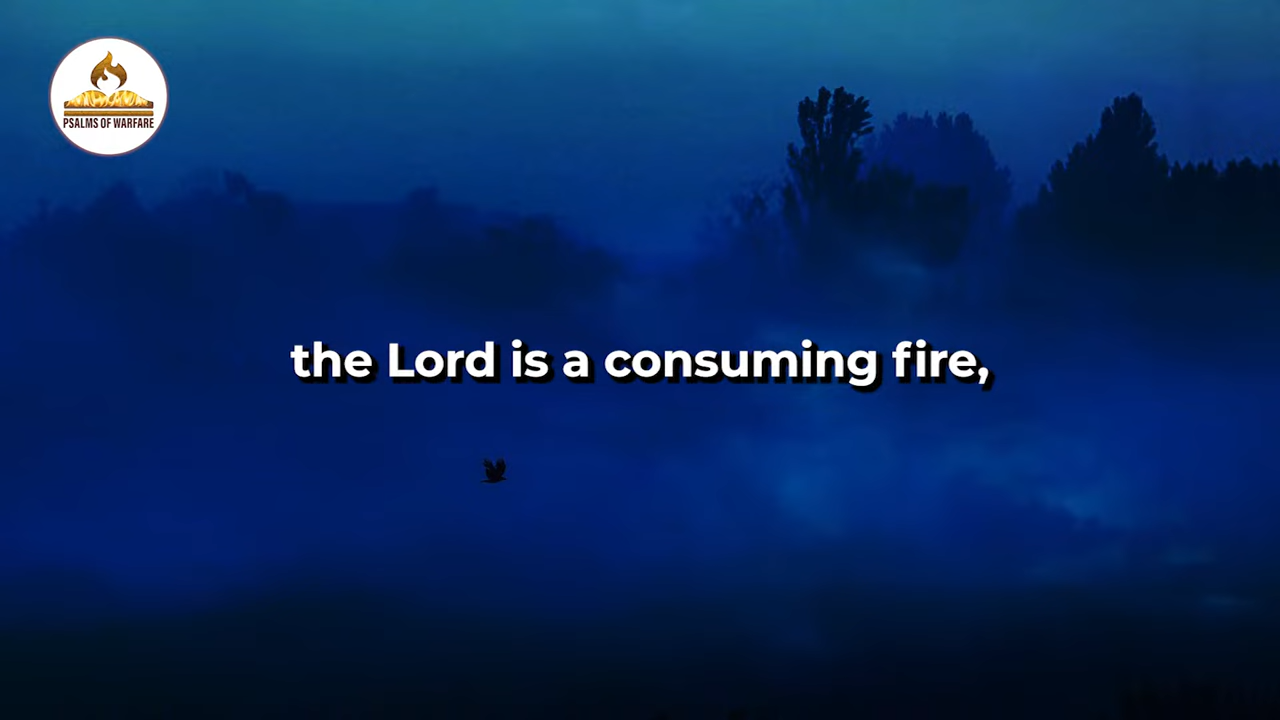 PSALMS OF WARFARE
the Lord is a consuming fire,